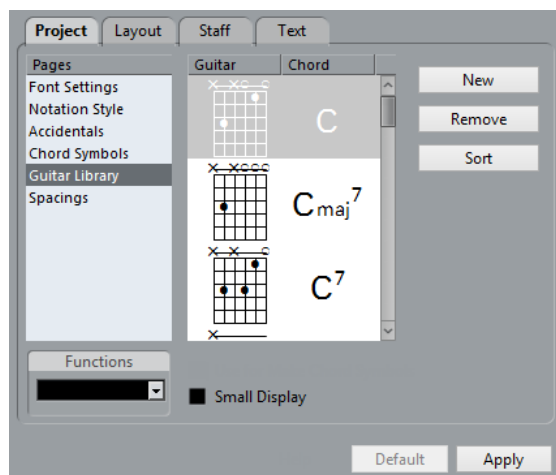 Project Layout Staff Text
Pages
Font Settings
Notation Style
Accidentals
Chord Symbols
Guitar Library
Spacings
Functions
Guitar Chord
C
Cmaj7
C7
Small Display
New
Remove
Sort
Default Apply